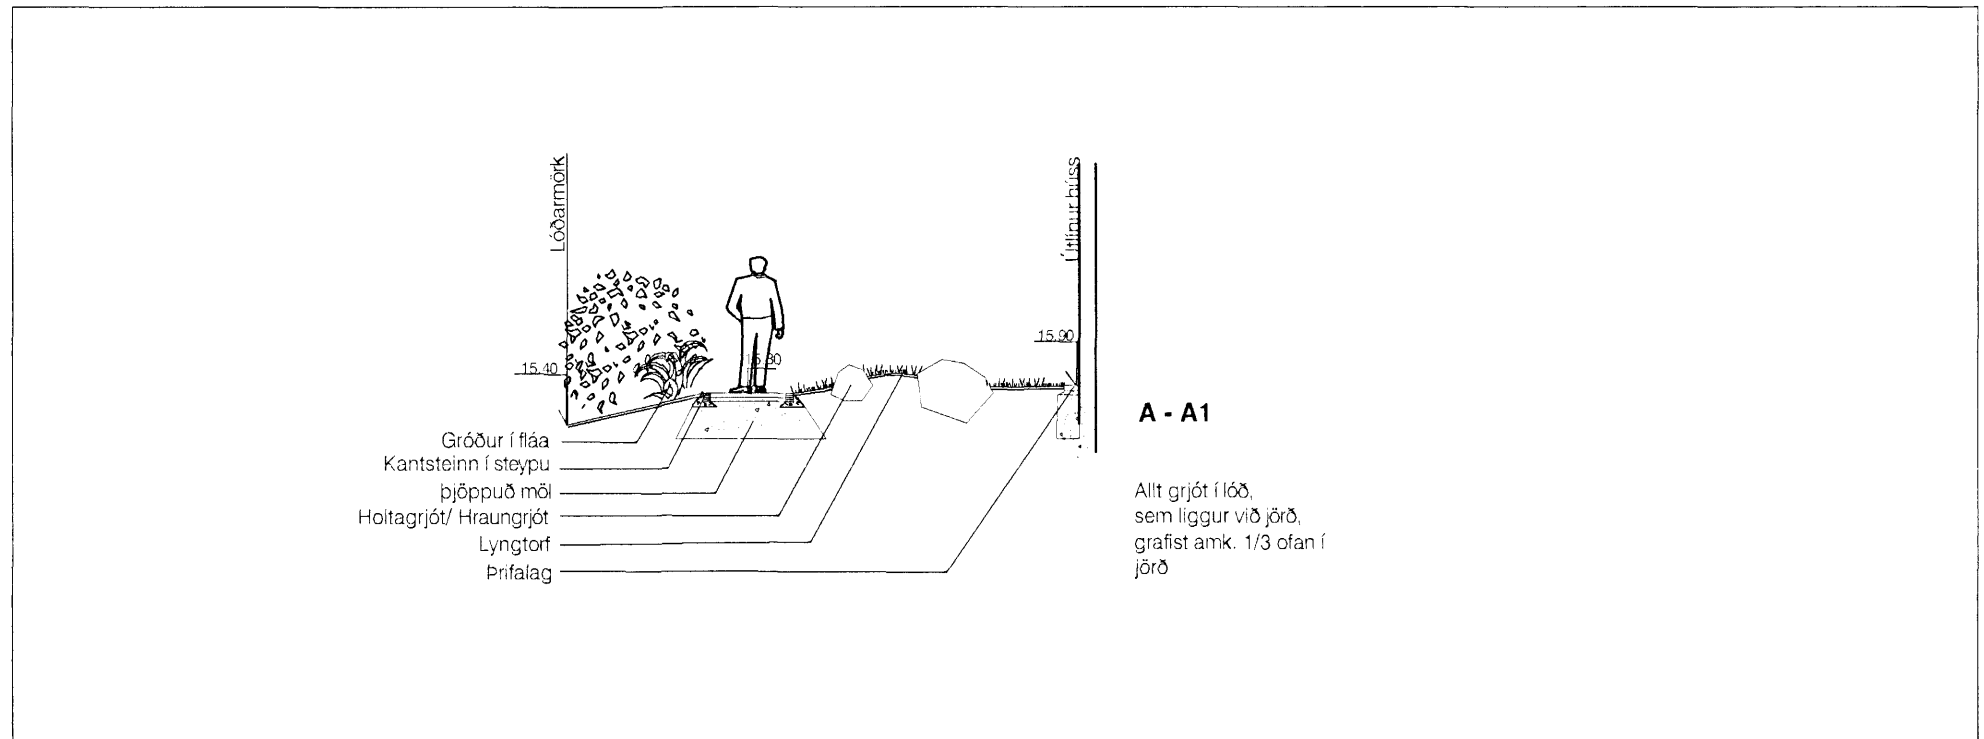 Lóðarmörk
Útlínur húss
15.90
15.40
15.80
Gróður í fláa
Kantsteinn í steypu
þjöppuð möl
Holtagrjót/ Hraungrjót
Lyngtorf
Þrifalag
A - A1
Allt grjót í lóð,
sem liggur við jörð,
grafist amk. 1/3 ofan í
jörð